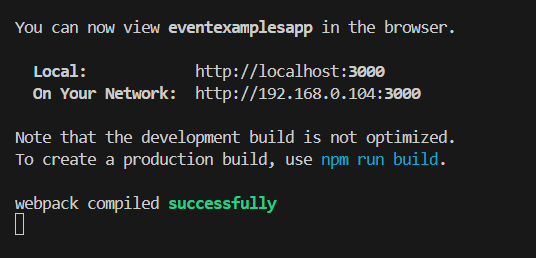 You can now view eventexamplesapp in the browser.
Local: http://localhost:3000
On Your Network: http://192.168.0.104:3000
Note that the development build is not optimized.
To create a production build, use npm run build.
webpack compiled successfully